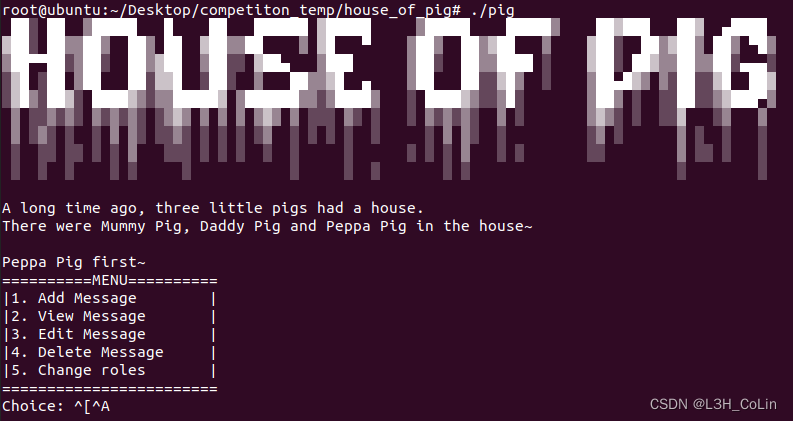 root@ubuntu:~/Desktop/competiton_temp/house_of_pig# ./pig
HOUSE OF PIG
A long time ago, three little pigs had a house.
There were Mummy Pig, Daddy Pig and Peppa Pig in the house~
Peppa Pig first~
==========MENU==========
|1. Add Message        |
|2. View Message       |
|3. Edit Message       |
|4. Delete Message     |
|5. Change roles       |
========================
Choice: ^[^A
CSDN @L3H_CoLin